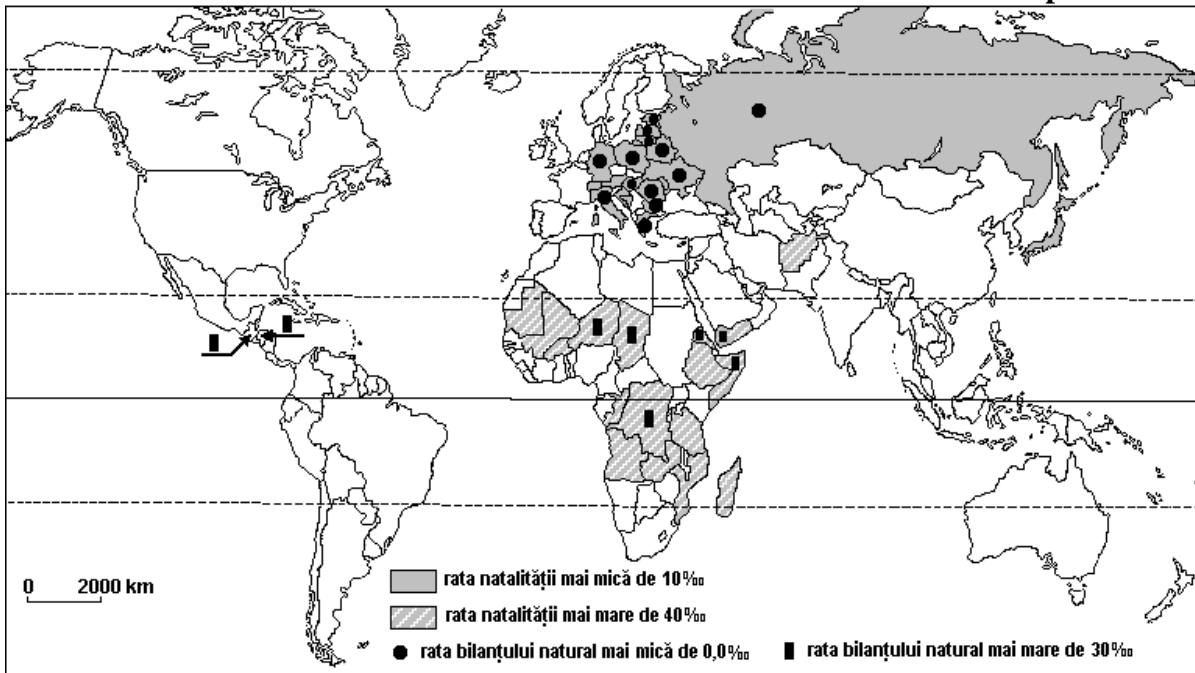 0 2000 km
rata natalității mai mică de 10‰
rata natalității mai mare de 40‰
rata bilanțului natural mai mică de 0,0‰ rata bilanțului natural mai mare de 30‰